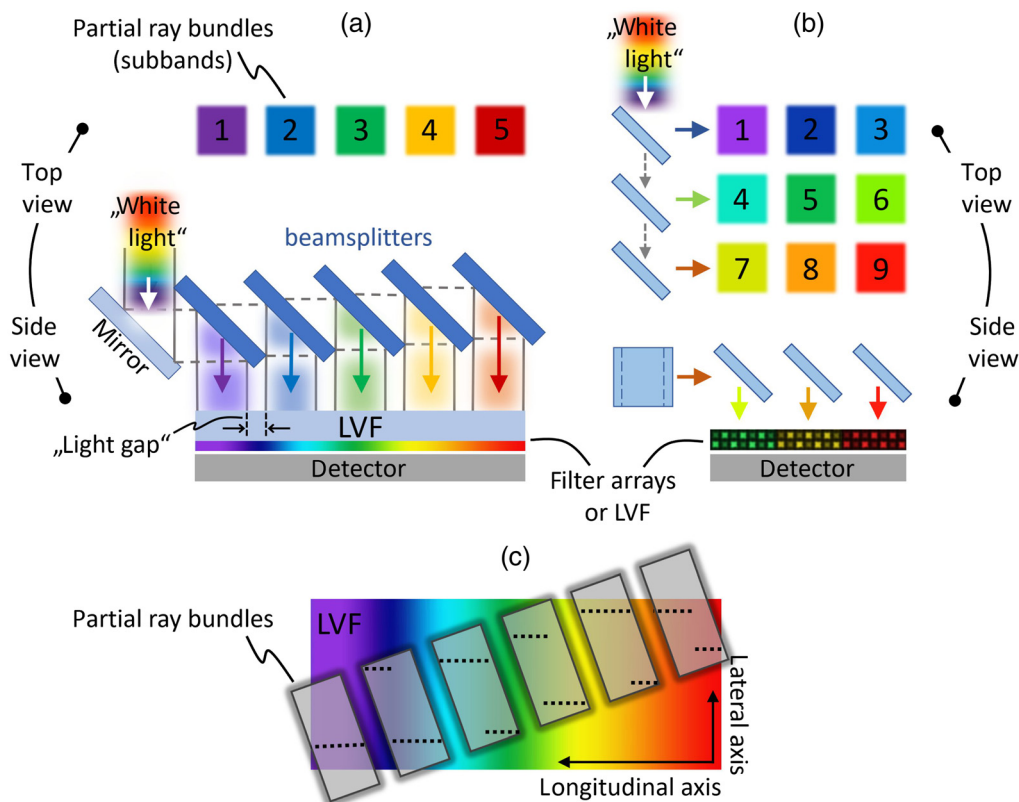 (a)
Partial ray bundles
(subbands)
1 2 3 4 5
Top
view
„White
light“
beamsplitters
Side
view
Mirror
„Light gap“
LVF
Detector
(b)
„White
light“
1 2 3
4 5 6
7 8 9
Top
view
Side
view
Detector
Filter arrays
or LVF
(c)
Partial ray bundles
LVF
Lateral axis
Longitudinal axis